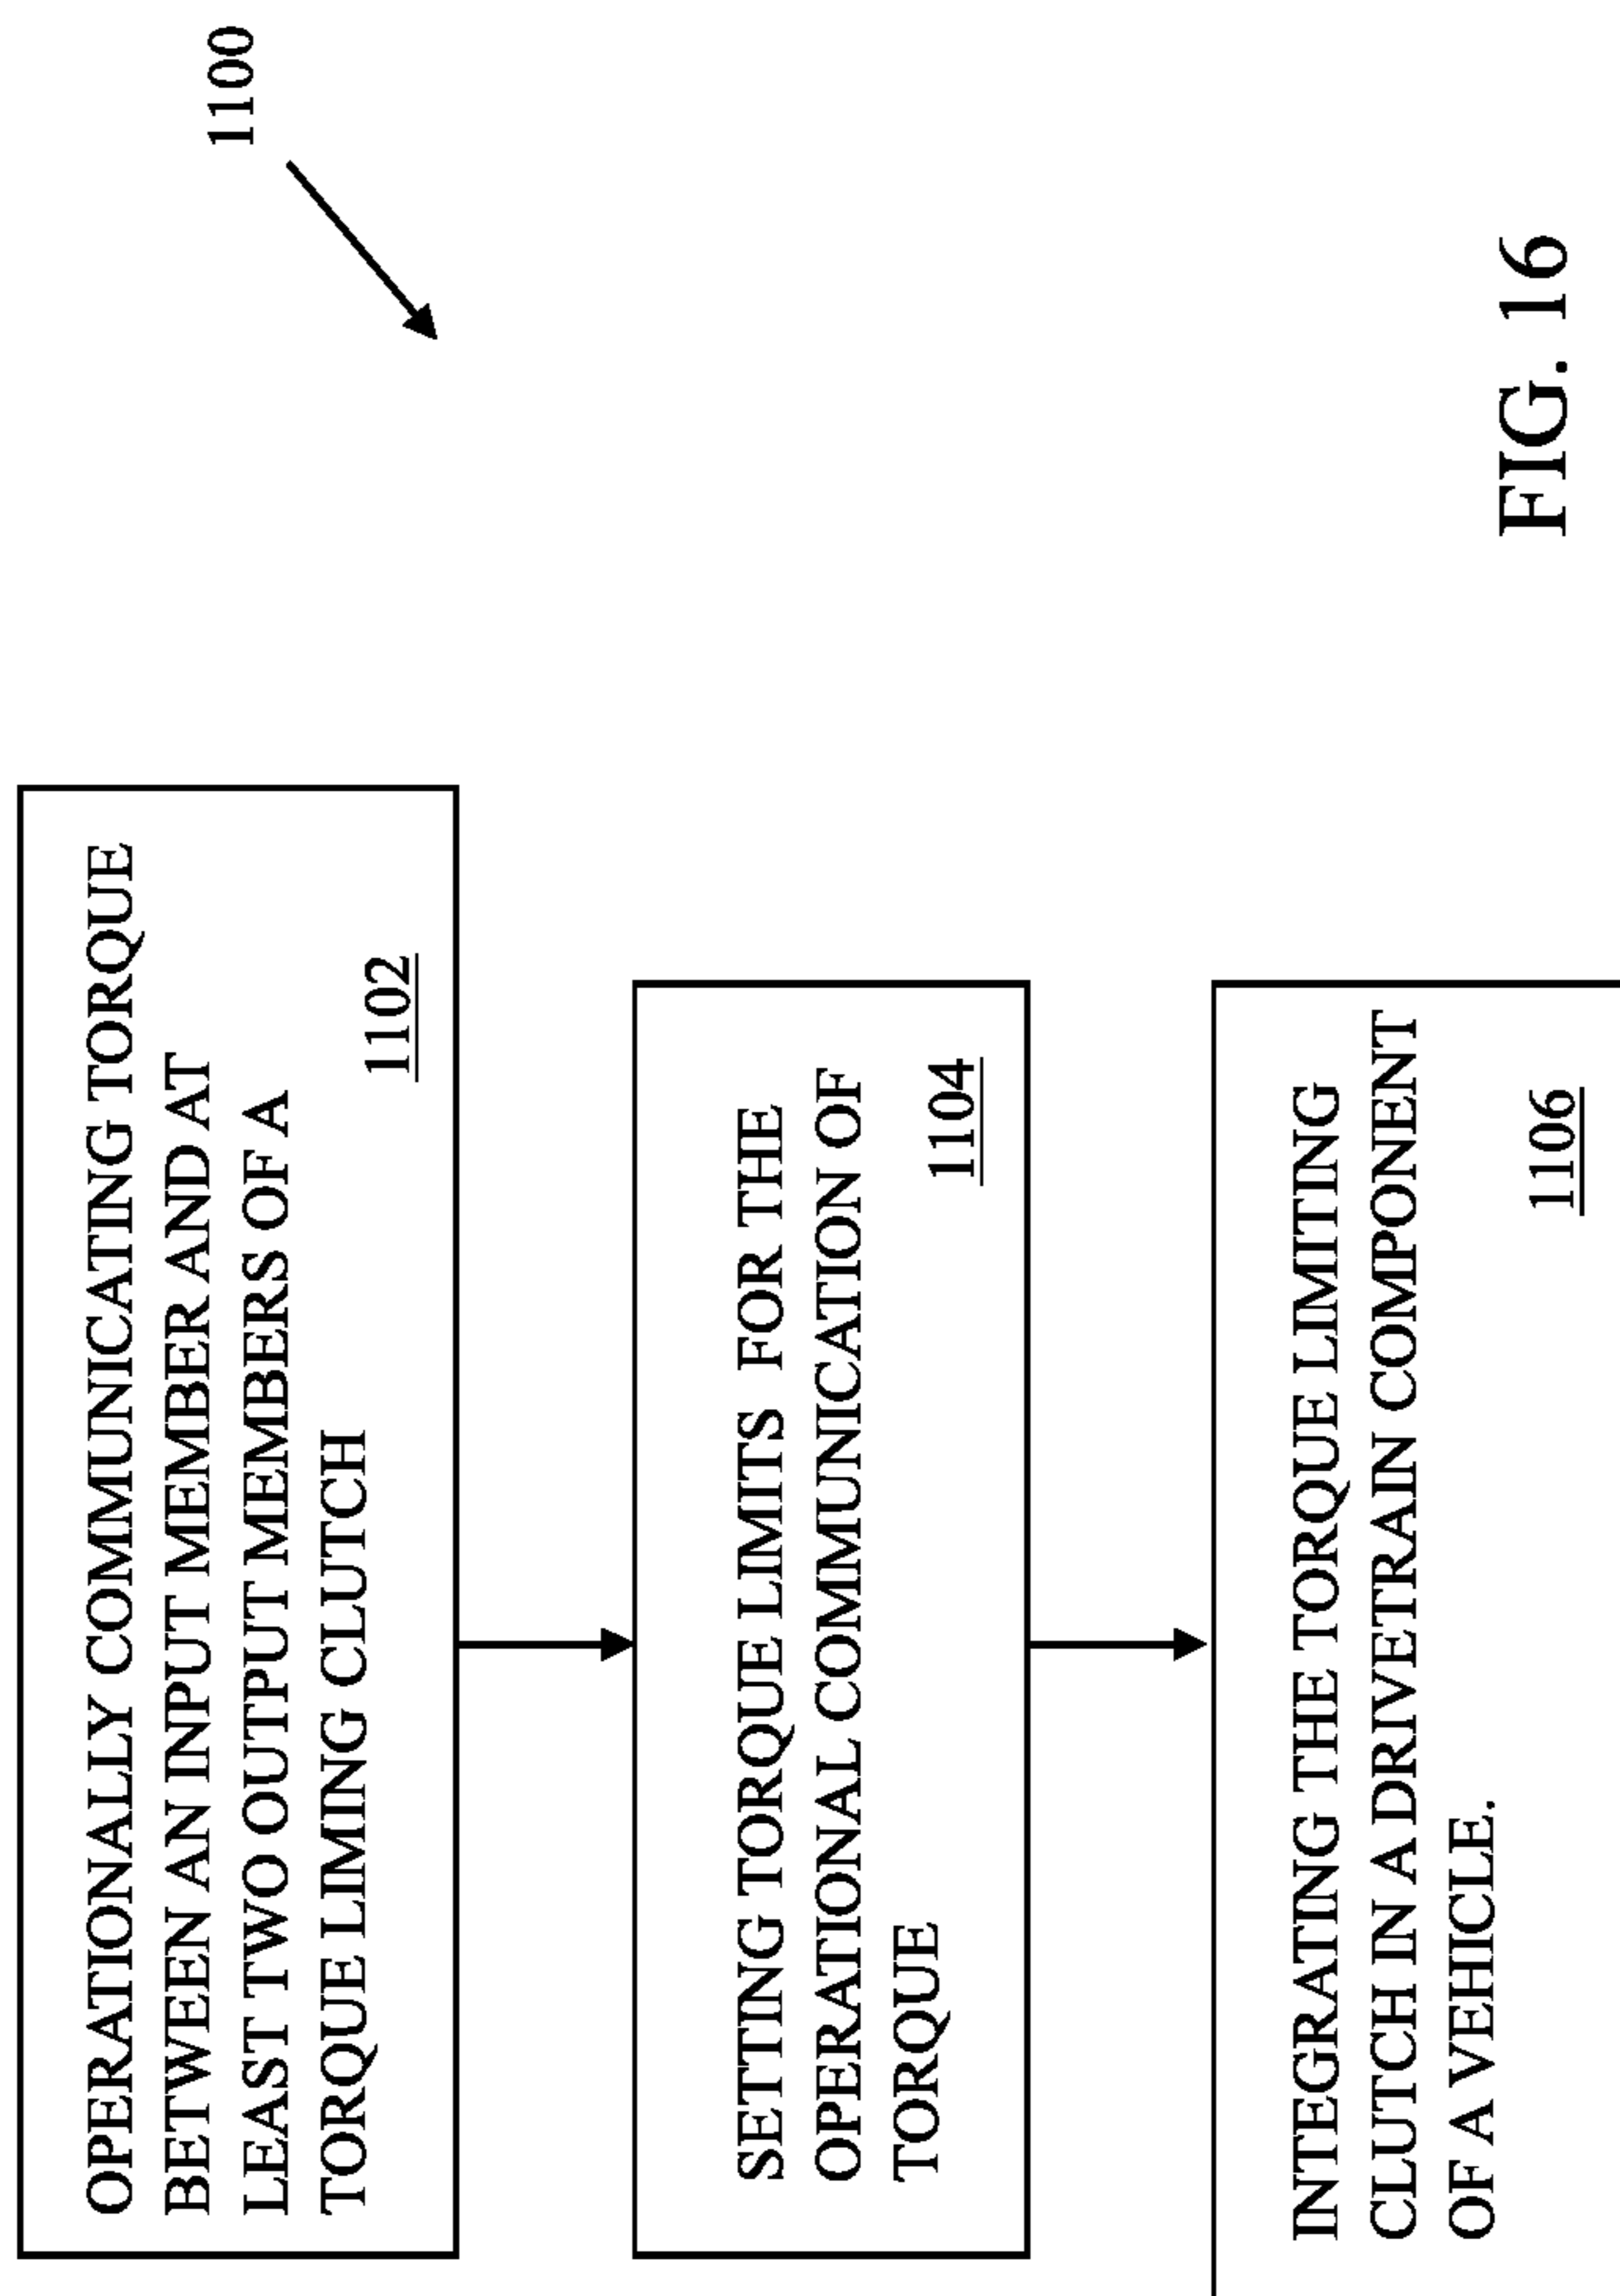 1100
OPERATIONALLY COMMUNICATING TORQUE
BETWEEN AN INPUT MEMBER AND AT
LEAST TWO OUTPUT MEMBERS OF A
TORQUE LIMING CLUTCH
1102
SETTING TORQUE LIMITS FOR THE
OPERATIONAL COMMUNICATION OF
TORQUE
1104
INTEGRATING THE TORQUE LIMITING
CLUTCH IN A DRIVETRAIN COMPONENT
OF A VEHICLE.
1106
FIG. 16